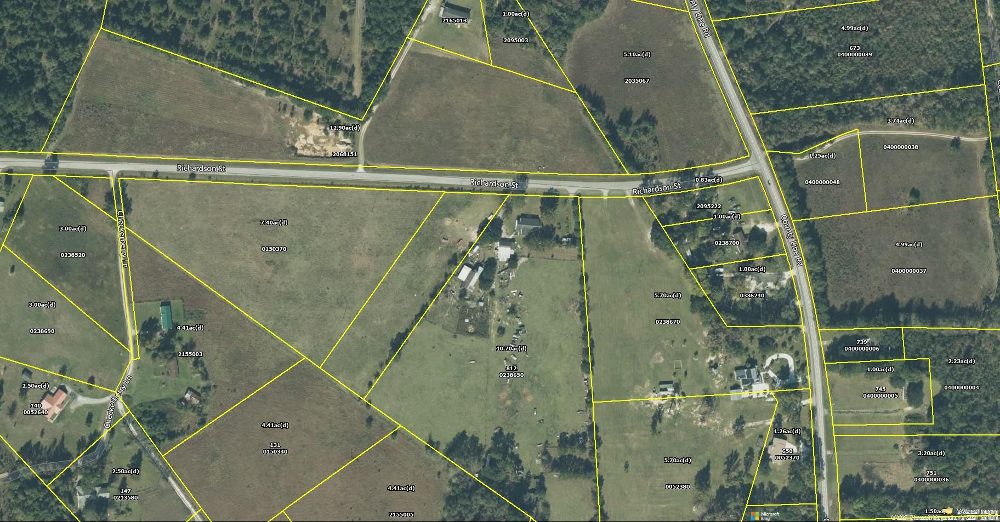 1.00ac(d)
2165013
2095003
nty Line Rd
4.99ac(d)
673
0400000039
5.10ac(d)
2035067
3.74ac(d)
0400000038
12.90ac(d)
2068151
1.25ac(d)
0400000048
Richardson St
Richardson St
Richardson St
0.83ac(d)
2095222
1.00ac(d)
0238700
County Line Rd
4.99ac(d)
0400000037
3.00ac(d)
0238520
Checkerberry Ln
7.40ac(d)
0150370
1.00ac(d)
0336240
5.70ac(d)
0238670
3.00ac(d)
0238690
4.41ac(d)
2155003
10.70ac(d)
812
0238650
739
0400000006
2.23ac(d)
0400000004
1.00ac(d)
745
0400000005
2.50ac(d)
140
0052640
Checkerberry Ln
4.41ac(d)
131
0150340
1.26ac(d)
650
0052370
5.70ac(d)
0052380
3.20ac(d)
751
0400000036
2.50ac(d)
147
0213580
4.41ac(d)
2155005
1.50ac
Microsoft
Bing
© Vexcel Imaging
© 2021 Microsoft Corporation © 2021 TomTom